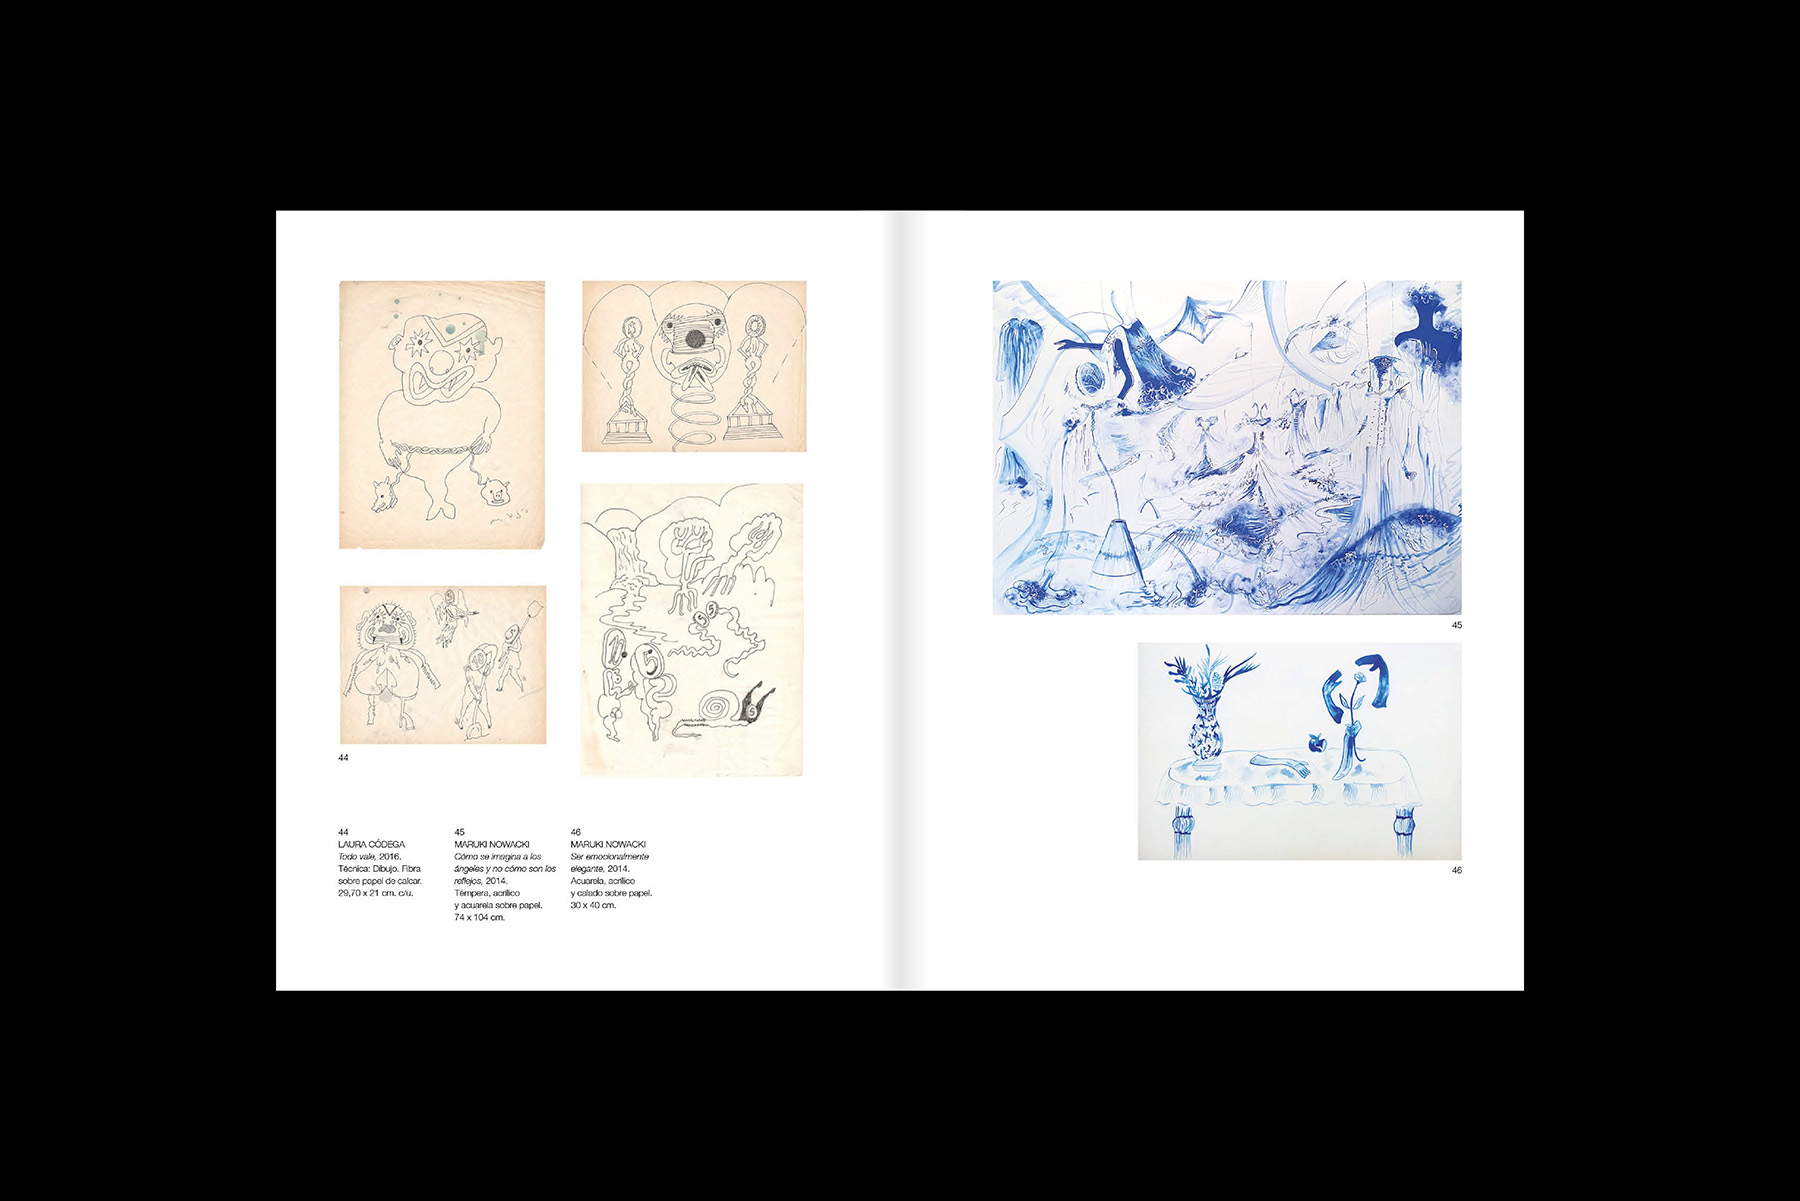 44
44
LAURA CÓDEGA
Todo vale, 2016.
Técnica: Dibujo. Fibra
sobre papel de calcar.
29,70 x 21 cm. c/u.
45
MARUKI NOWACKI
Cómo se imagina a los
ángeles y no cómo son los
reflejos, 2014.
Témpera, acrílico
y acuarela sobre papel.
74 x 104 cm.
46
MARUKI NOWACKI
Ser emocionalmente
elegante, 2014.
Acuarela, acrílico
y calado sobre papel.
30 x 40 cm.
45
46